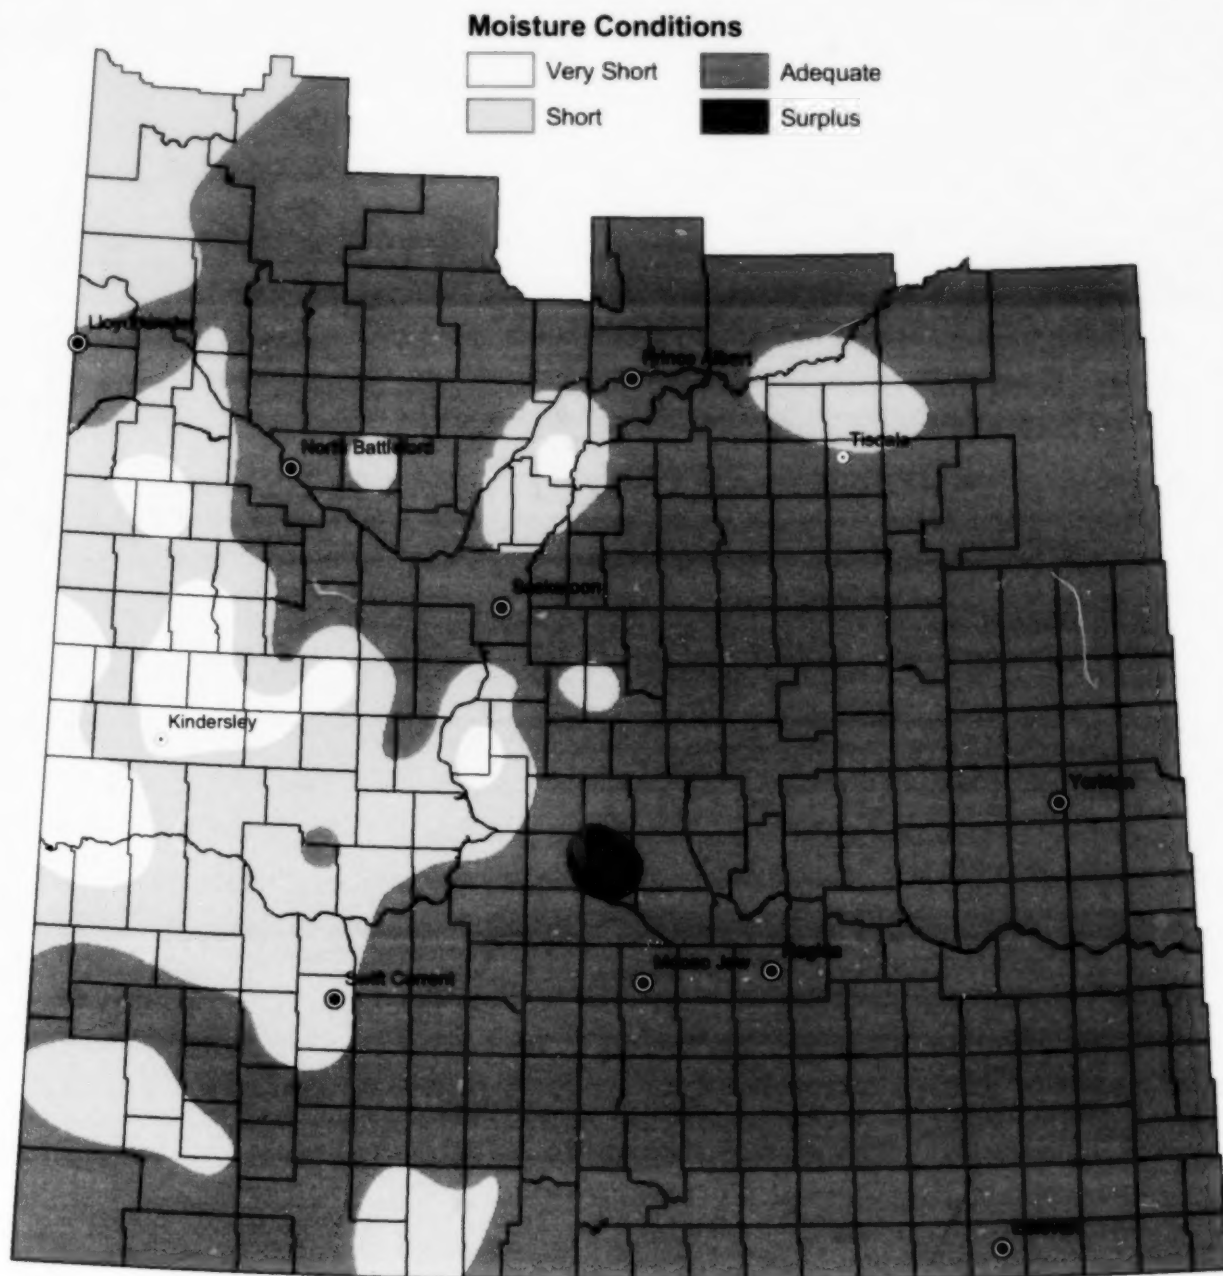 Moisture Conditions
Very Short
Adequate
Short
Surplus
Lloydminster
Prince Albert
North Battleford
Tisdale
Saskatoon
Kindersley
Yorkton
Moose Jaw
Regina
Swift Current
Estevan